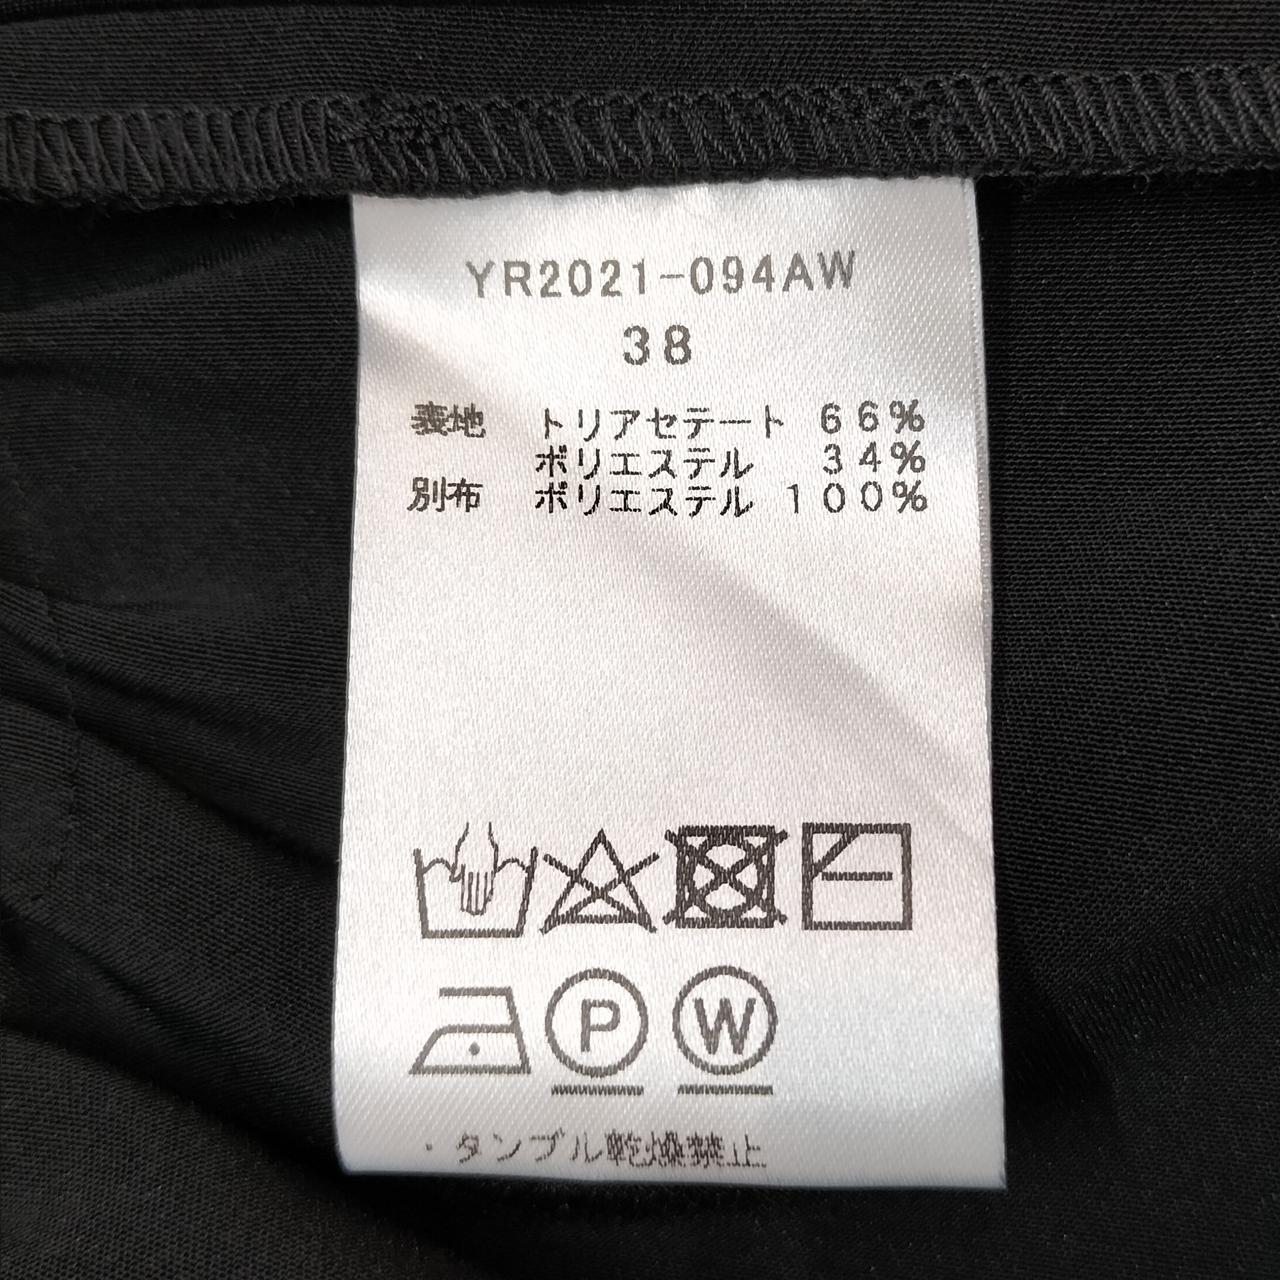 YR2021-094AW
38
表地 トリアセテート 66%
ポリエステル 34%
別布 ポリエステル 100%
P W
・タンブル乾燥禁止